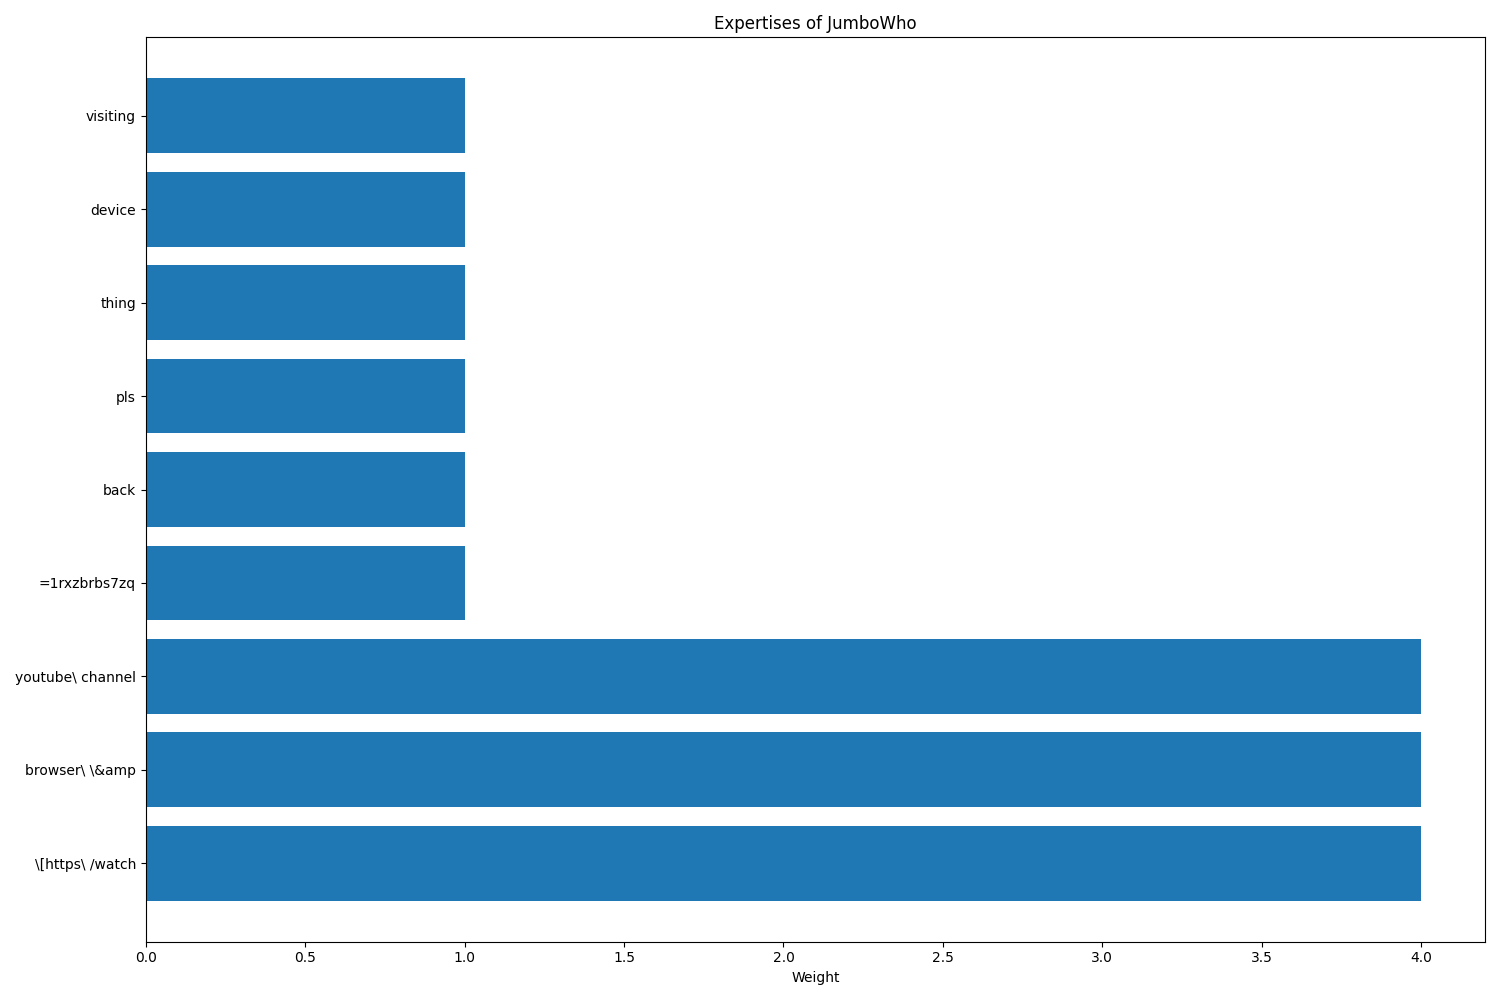 Expertises of JumboWho
visiting
device
thing
pls
back
=1rxzbrbs7zq
youtube\ channel
browser\ \&amp
\[https\ /watch
0.0 0.5 1.0 1.5 2.0 2.5 3.0 3.5 4.0
Weight